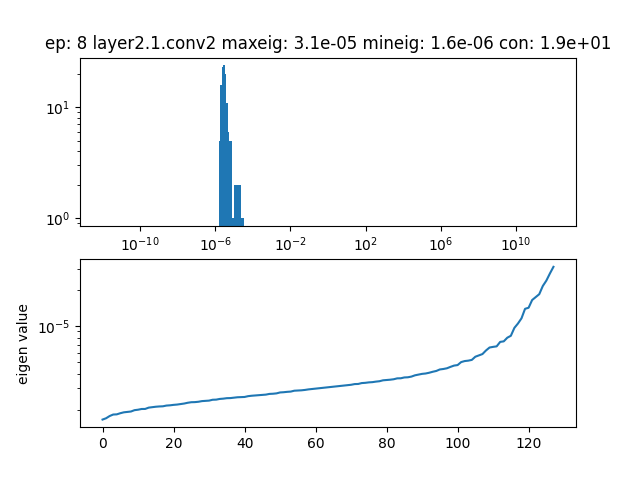 ep: 8 layer2.1.conv2 maxeig: 3.1e-05 mineig: 1.6e-06 con: 1.9e+01
10¹
10⁰
10⁻¹⁰ 10⁻⁶ 10⁻² 10² 10⁶ 10¹⁰
eigen value
10⁻⁵
0 20 40 60 80 100 120